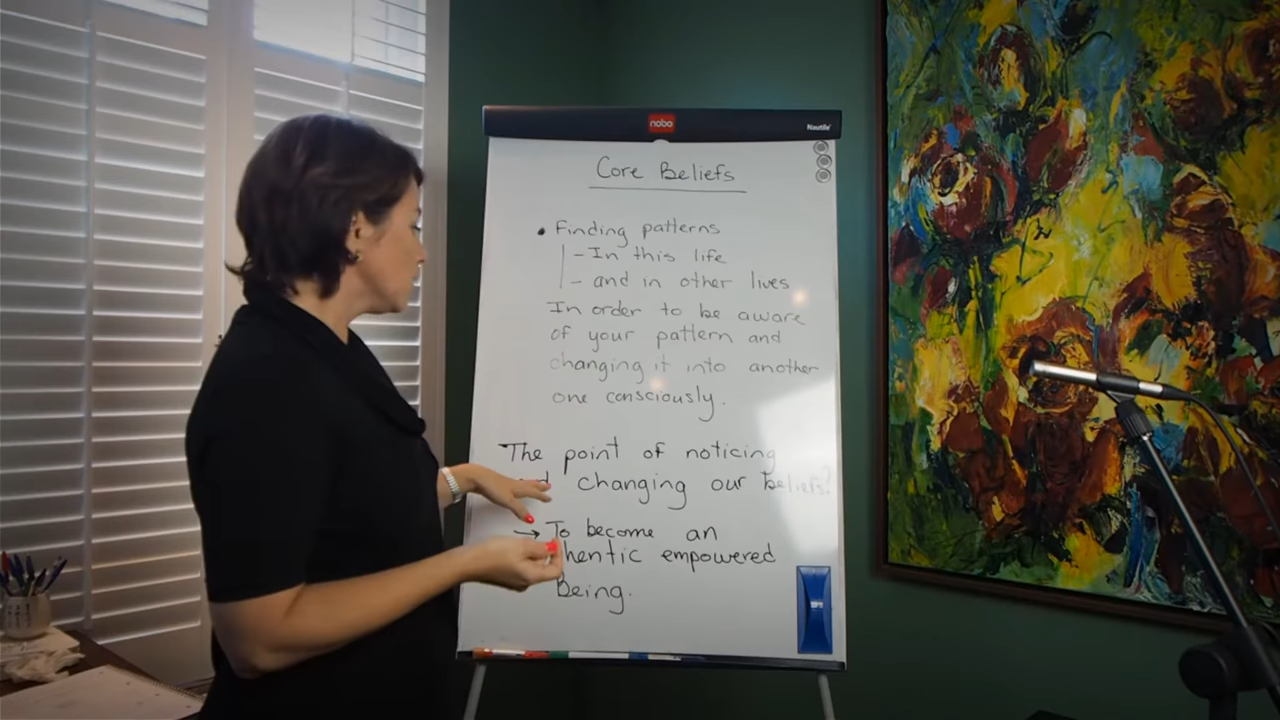 nobo
Nautile
Core Beliefs
• Finding patterns
- In this life
- and in other lives
In order to be aware
of your pattern and
changing it into another
one consciously.
The point of noticing
changing our beliefs?
→ To become an
empowered
Being.